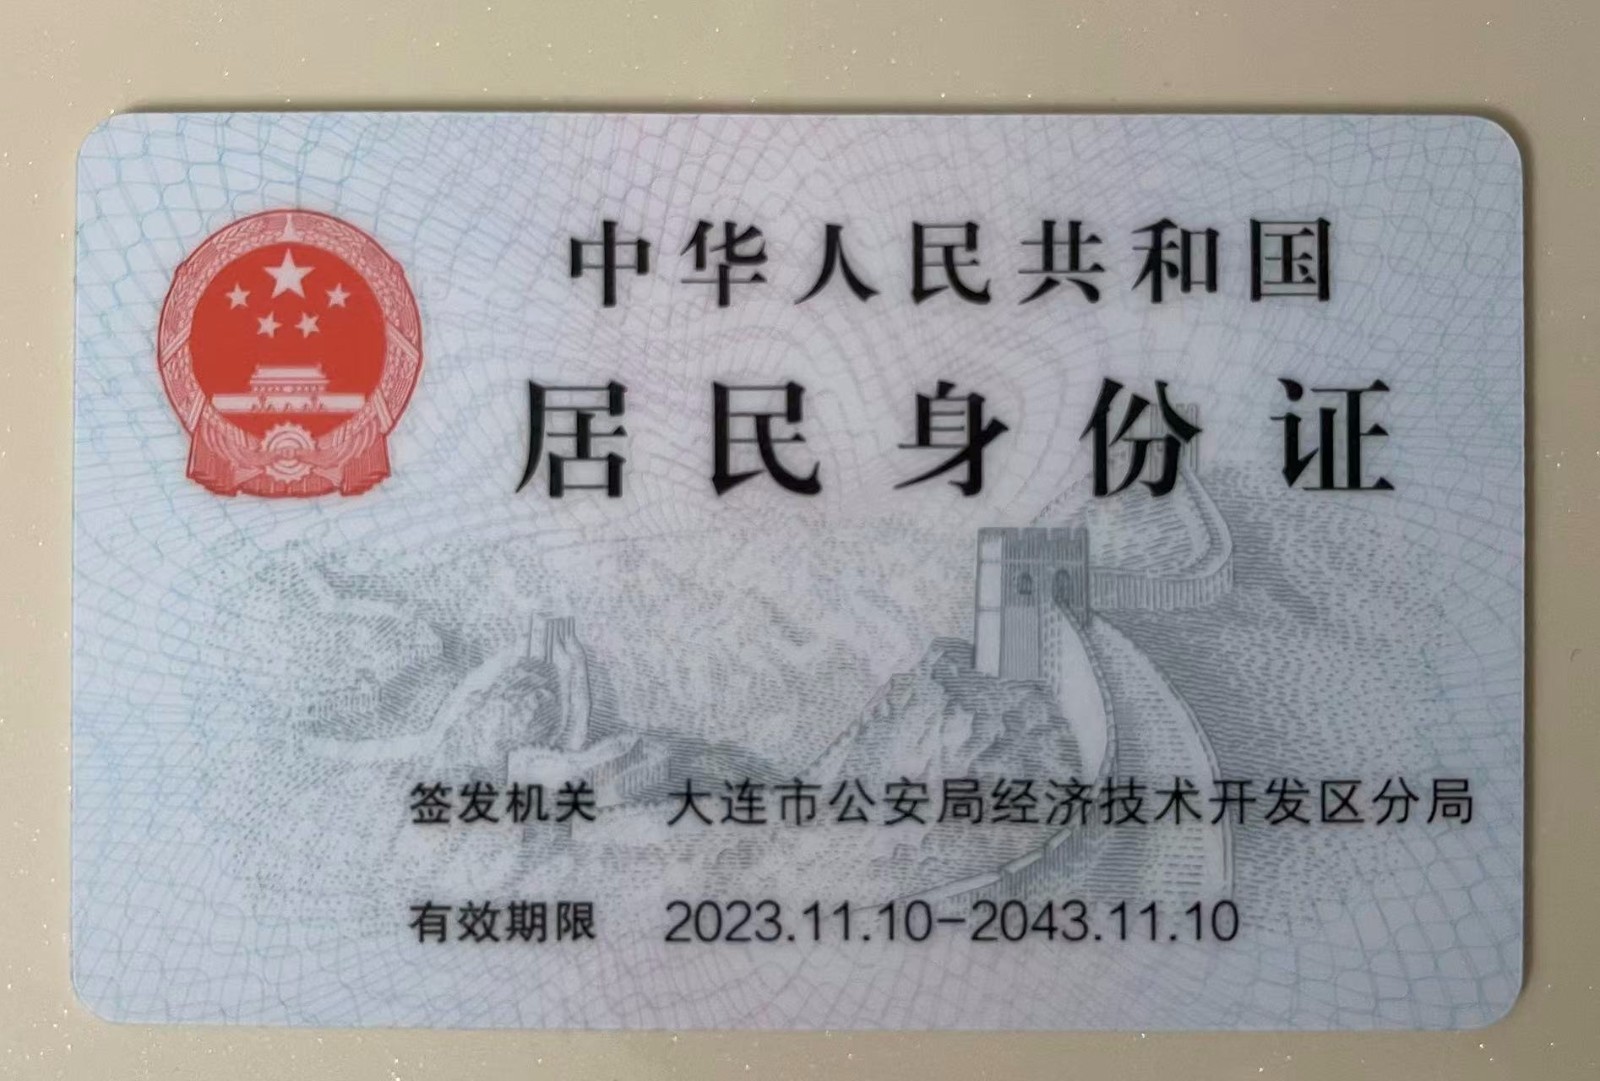 中华人民共和国
居民身份证
签发机关 大连市公安局经济技术开发区分局
有效期限 2023.11.10-2043.11.10